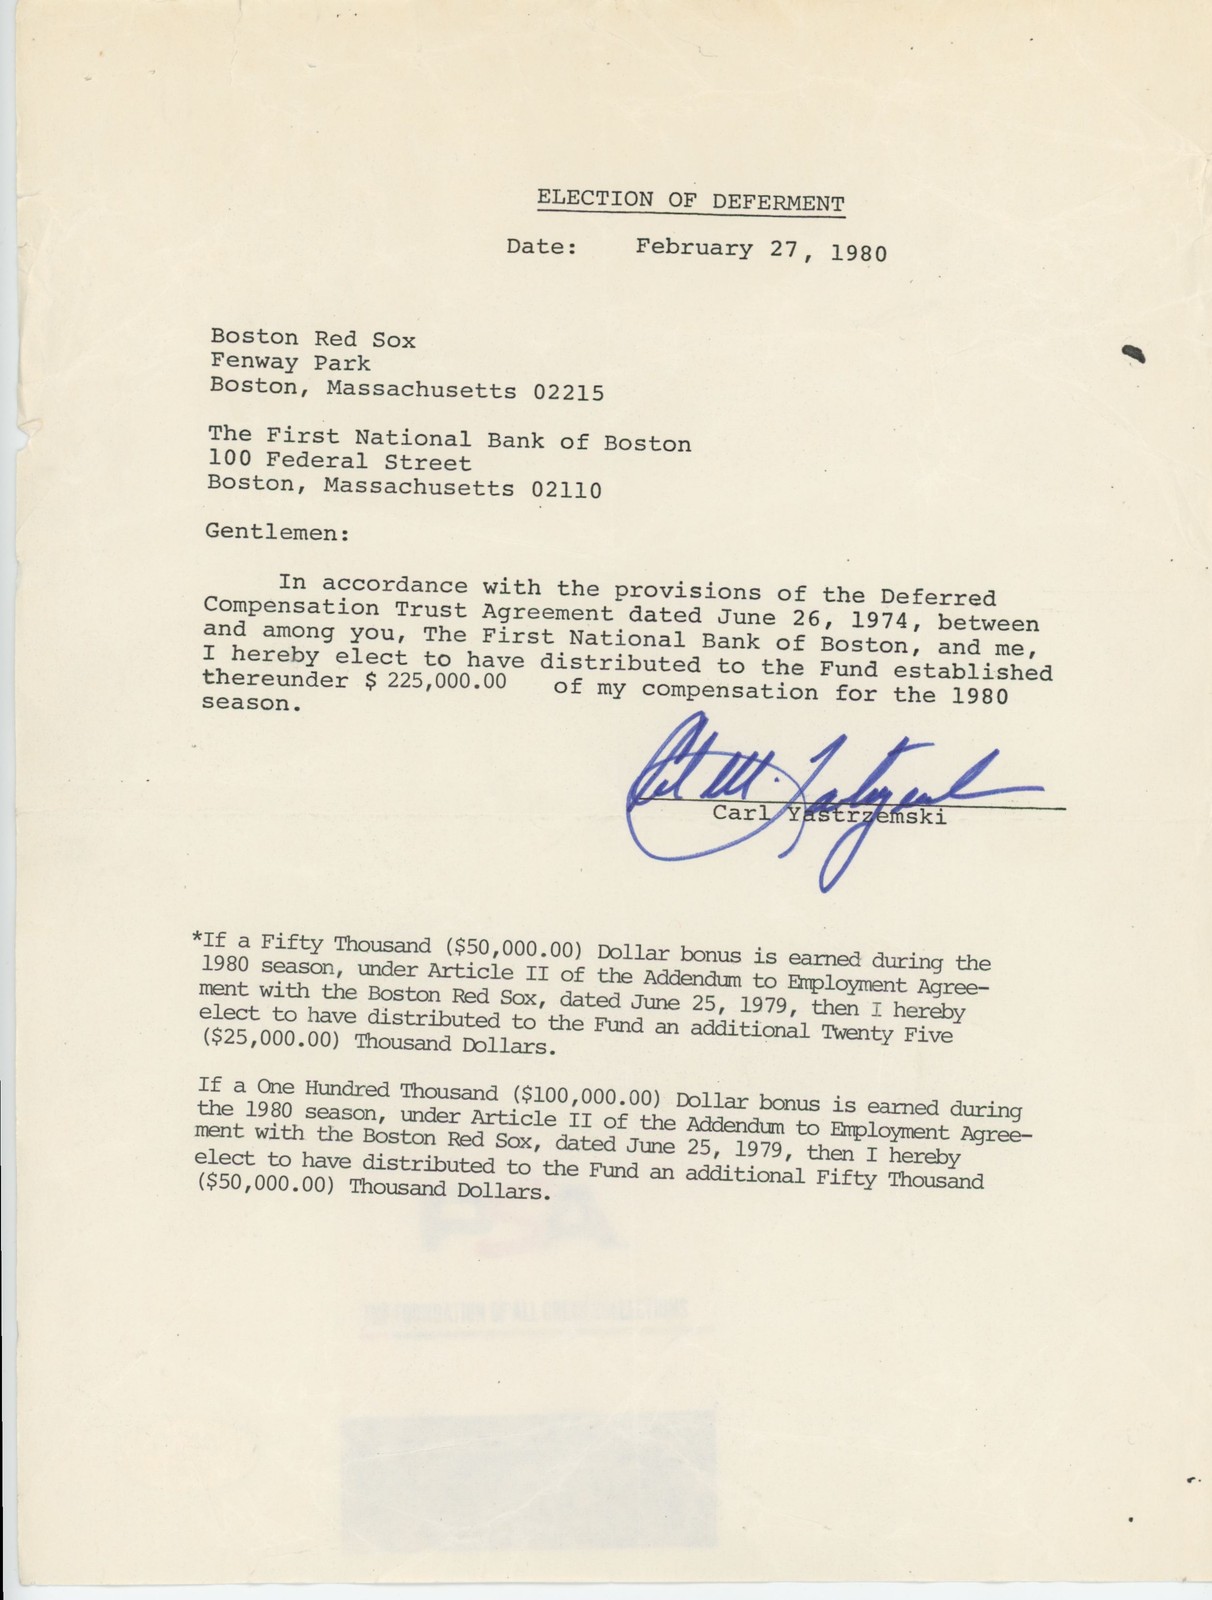 ELECTION OF DEFERMENT
Date: February 27, 1980
Boston Red Sox
Fenway Park
Boston, Massachusetts 02215
The First National Bank of Boston
100 Federal Street
Boston, Massachusetts 02110
Gentlemen:
In accordance with the provisions of the Deferred
Compensation Trust Agreement dated June 26, 1974, between
and among you, The First National Bank of Boston, and me,
I hereby elect to have distributed to the Fund established
thereunder $ 225,000.00 of my compensation for the 1980
season.
Carl M. Yastrzemski
Carl Yastrzemski
*If a Fifty Thousand ($50,000.00) Dollar bonus is earned during the
1980 season, under Article II of the Addendum to Employment Agree-
ment with the Boston Red Sox, dated June 25, 1979, then I hereby
elect to have distributed to the Fund an additional Twenty Five
($25,000.00) Thousand Dollars.
If a One Hundred Thousand ($100,000.00) Dollar bonus is earned during
the 1980 season, under Article II of the Addendum to Employment Agree-
ment with the Boston Red Sox, dated June 25, 1979, then I hereby
elect to have distributed to the Fund an additional Fifty Thousand
($50,000.00) Thousand Dollars.